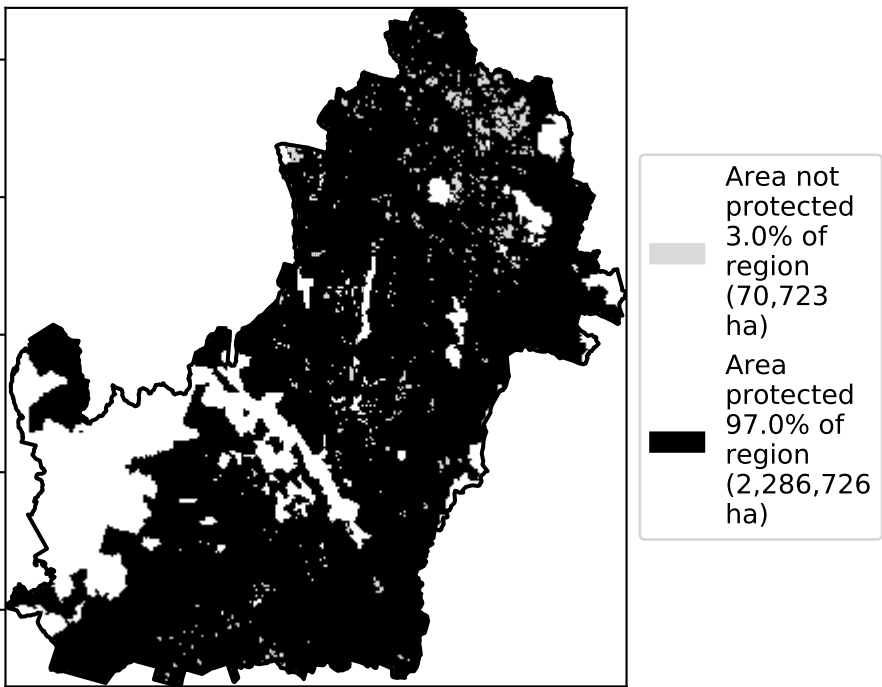 Area not
protected
3.0% of
region
(70,723
ha)
Area
protected
97.0% of
region
(2,286,726
ha)